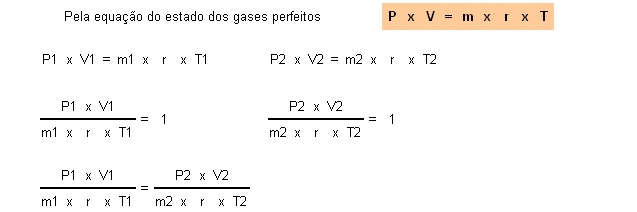 Pela equação do estado dos gases perfeitos P x V = m x r x T
P1 x V1 = m1 x r x T1 P2 x V2 = m2 x r x T2
P1 x V1 P2 x V2
= 1 = 1
m1 x r x T1 m2 x r x T2
P1 x V1 P2 x V2
=
m1 x r x T1 m2 x r x T2